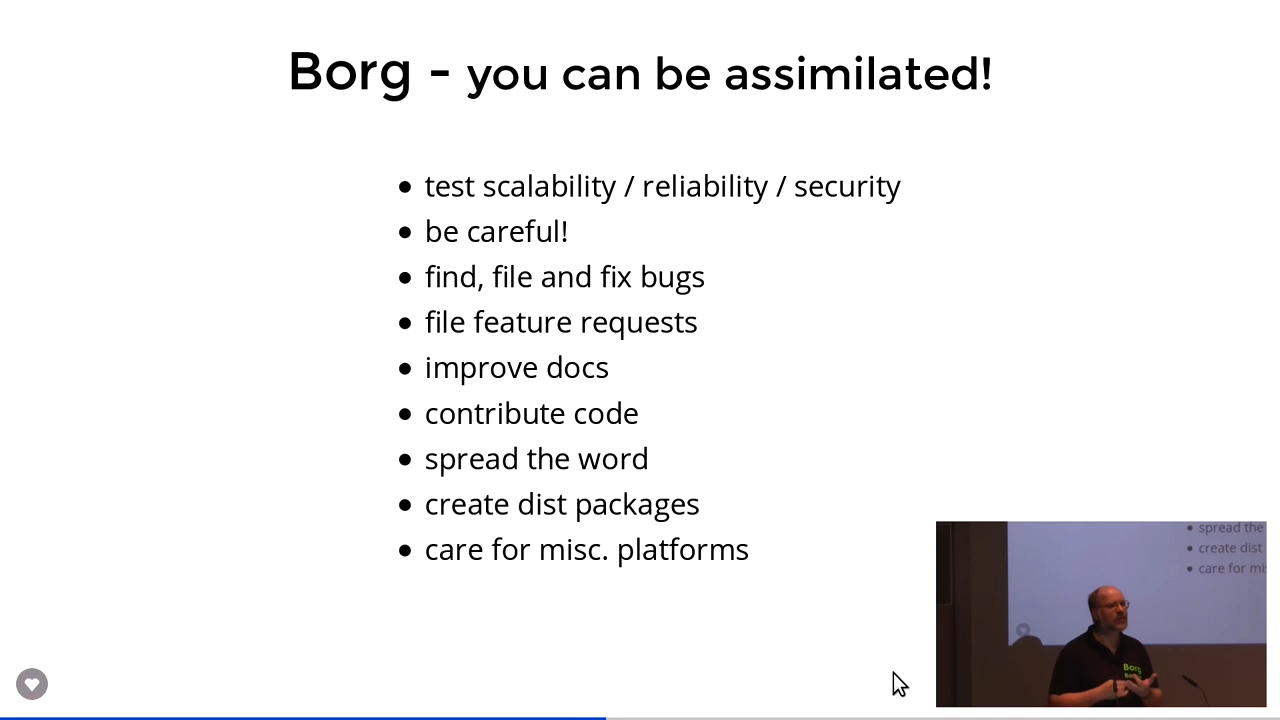 Borg - you can be assimilated!
test scalability / reliability / security
be careful!
find, file and fix bugs
file feature requests
improve docs
contribute code
spread the word
create dist packages
care for misc. platforms
spread the
create dist
care for mi
Borg